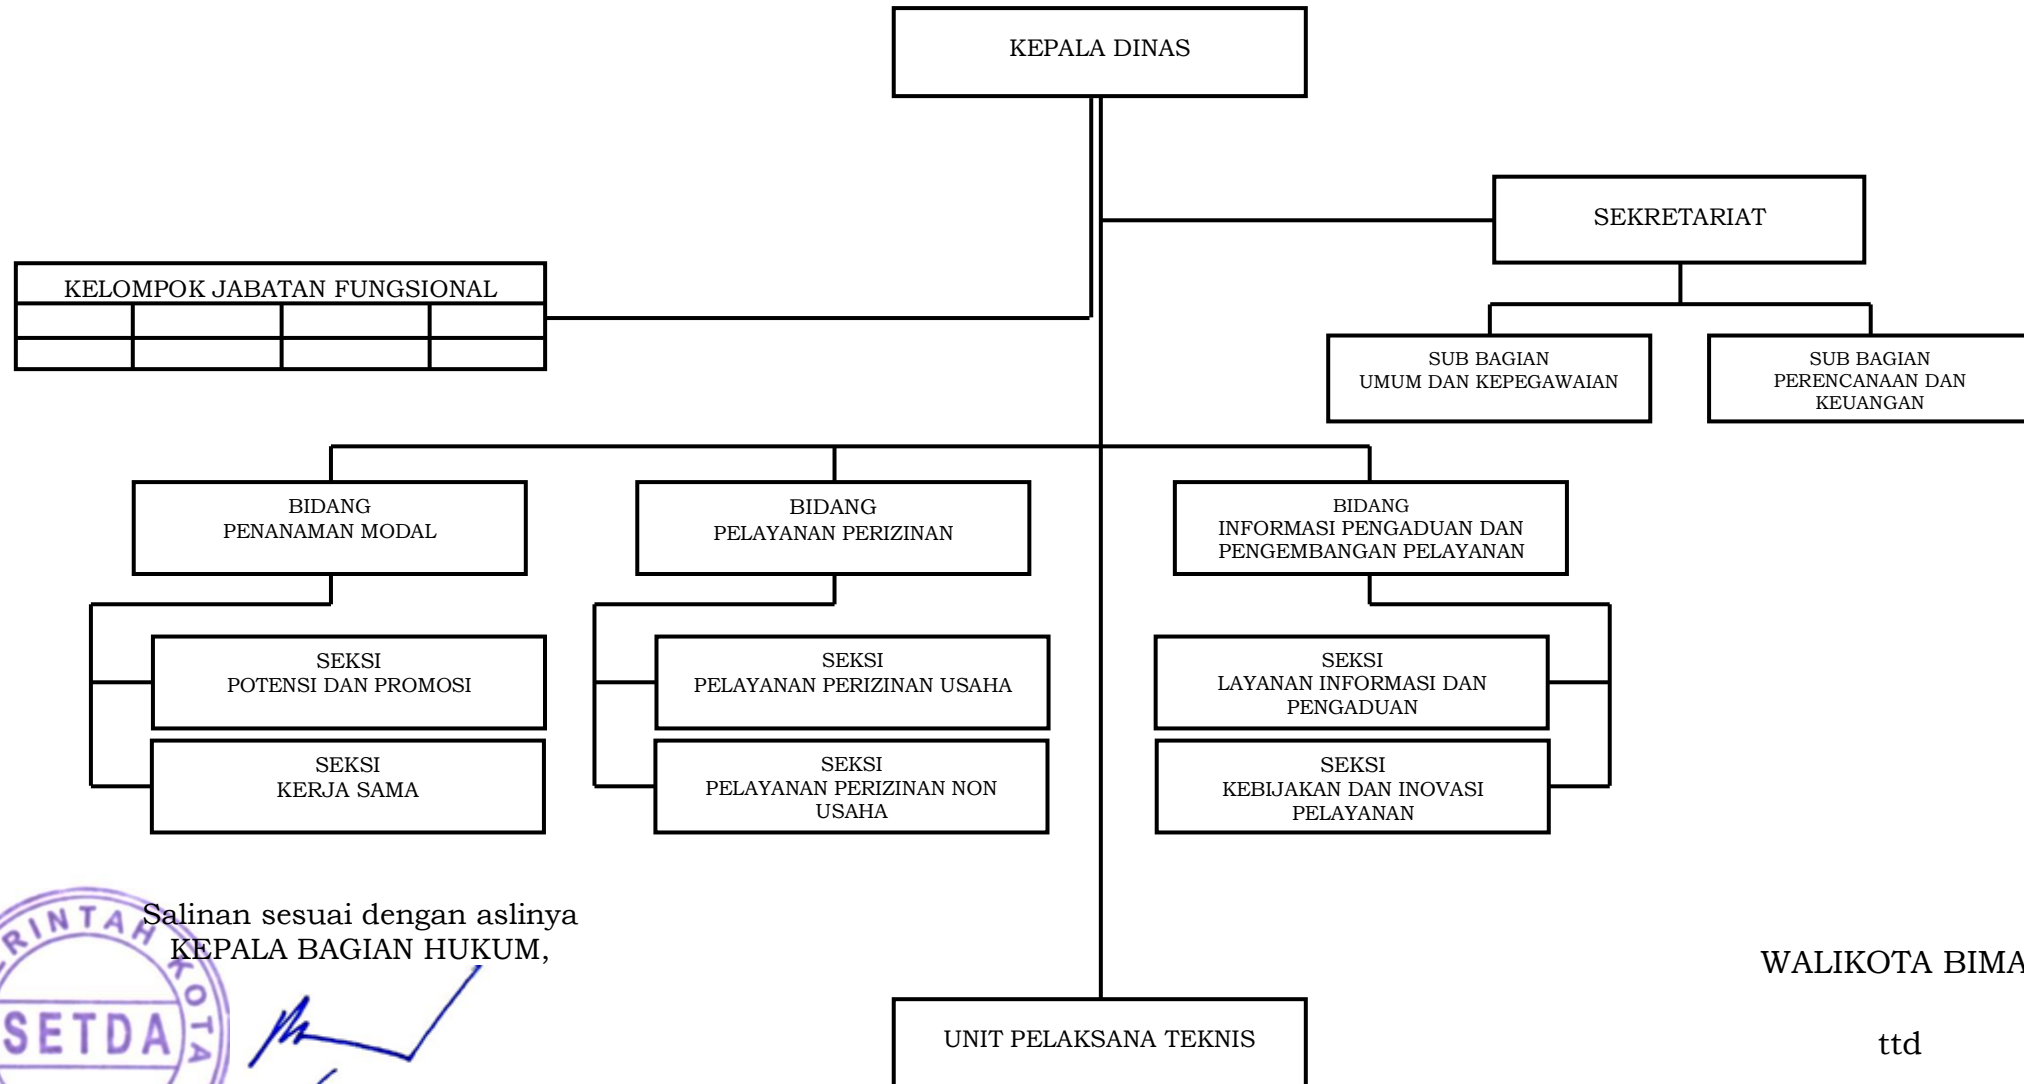 KEPALA DINAS
SEKRETARIAT
KELOMPOK JABATAN FUNGSIONAL
SUB BAGIAN
UMUM DAN KEPEGAWAIAN
SUB BAGIAN
PERENCANAAN DAN
KEUANGAN
BIDANG
PENANAMAN MODAL
BIDANG
PELAYANAN PERIZINAN
BIDANG
INFORMASI PENGADUAN DAN
PENGEMBANGAN PELAYANAN
SEKSI
POTENSI DAN PROMOSI
SEKSI
PELAYANAN PERIZINAN USAHA
SEKSI
LAYANAN INFORMASI DAN
PENGADUAN
SEKSI
KERJA SAMA
SEKSI
PELAYANAN PERIZINAN NON
USAHA
SEKSI
KEBIJAKAN DAN INOVASI
PELAYANAN
Salinan sesuai dengan aslinya
KEPALA BAGIAN HUKUM,
KOTA
SETDA
WALIKOTA BIMA
UNIT PELAKSANA TEKNIS
ttd